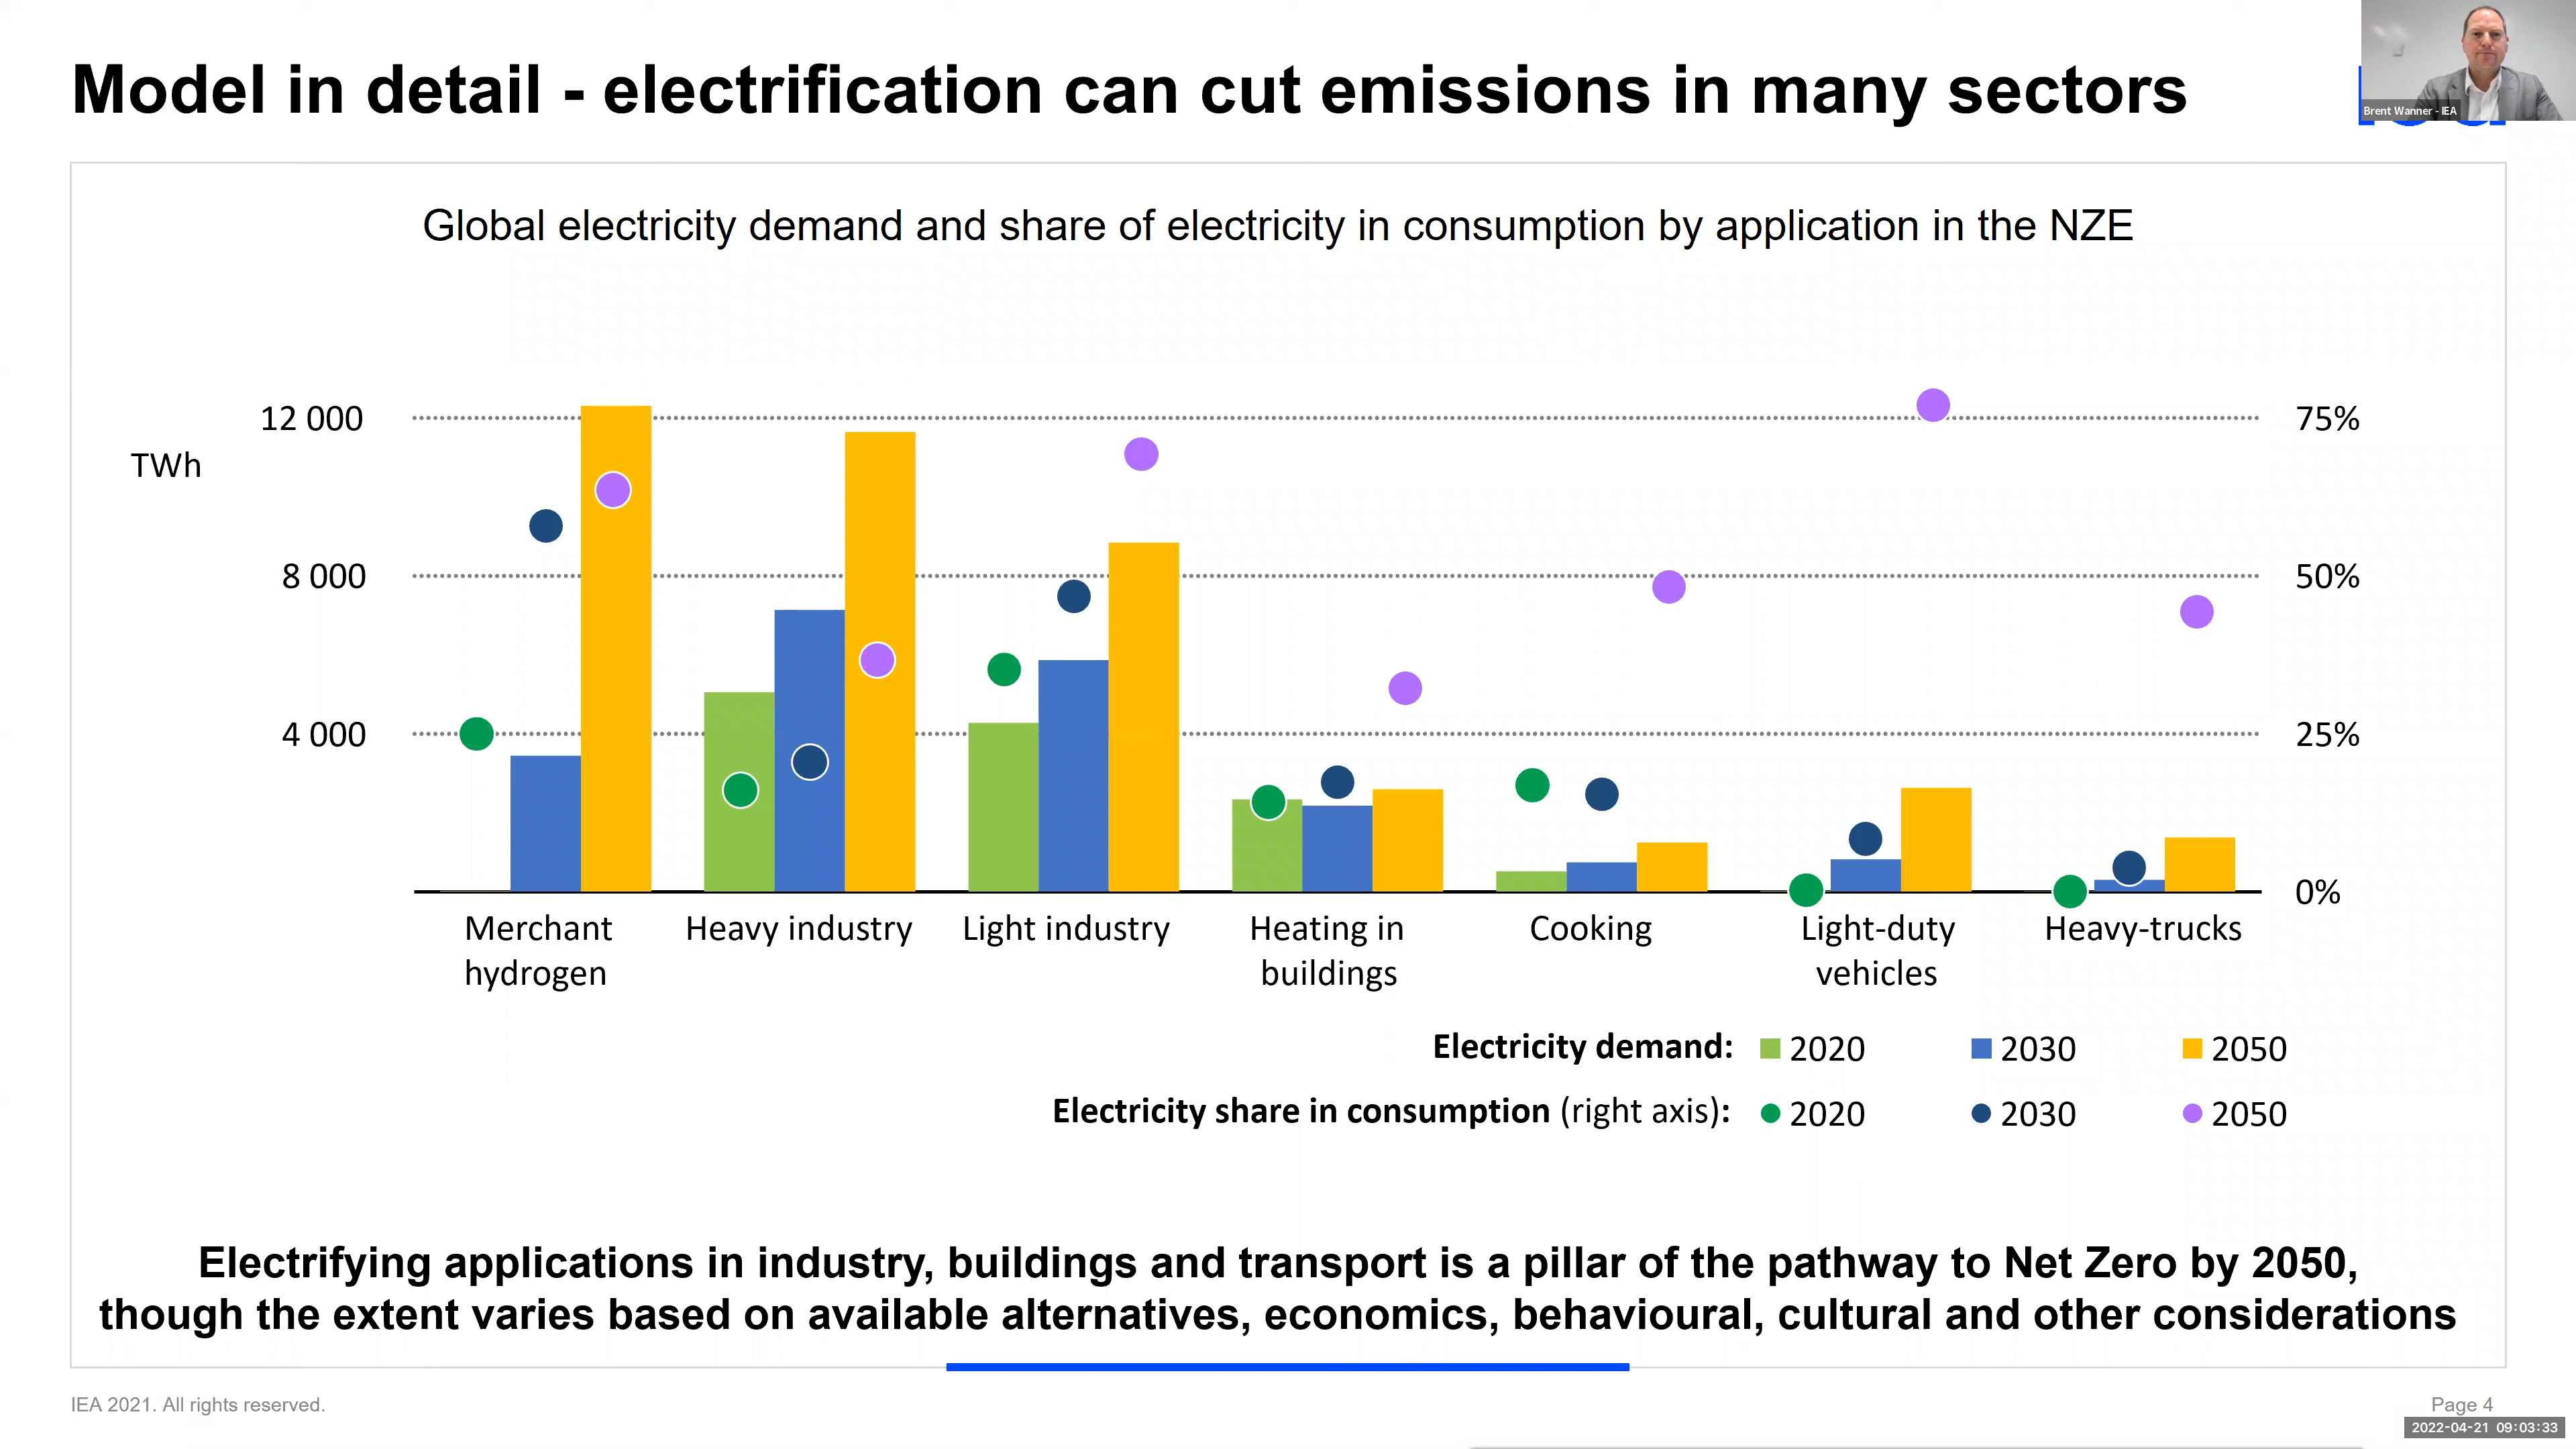 Model in detail - electrification can cut emissions in many sectors
Brent Wanner - IEA
Global electricity demand and share of electricity in consumption by application in the NZE
TWh
12 000
8 000
4 000
75%
50%
25%
0%
Merchant hydrogen
Heavy industry
Light industry
Heating in buildings
Cooking
Light-duty vehicles
Heavy-trucks
Electricity demand: 2020 2030 2050
Electricity share in consumption (right axis): 2020 2030 2050
Electrifying applications in industry, buildings and transport is a pillar of the pathway to Net Zero by 2050,
though the extent varies based on available alternatives, economics, behavioural, cultural and other considerations
IEA 2021. All rights reserved.
Page 4
2022-04-21 09:03:33